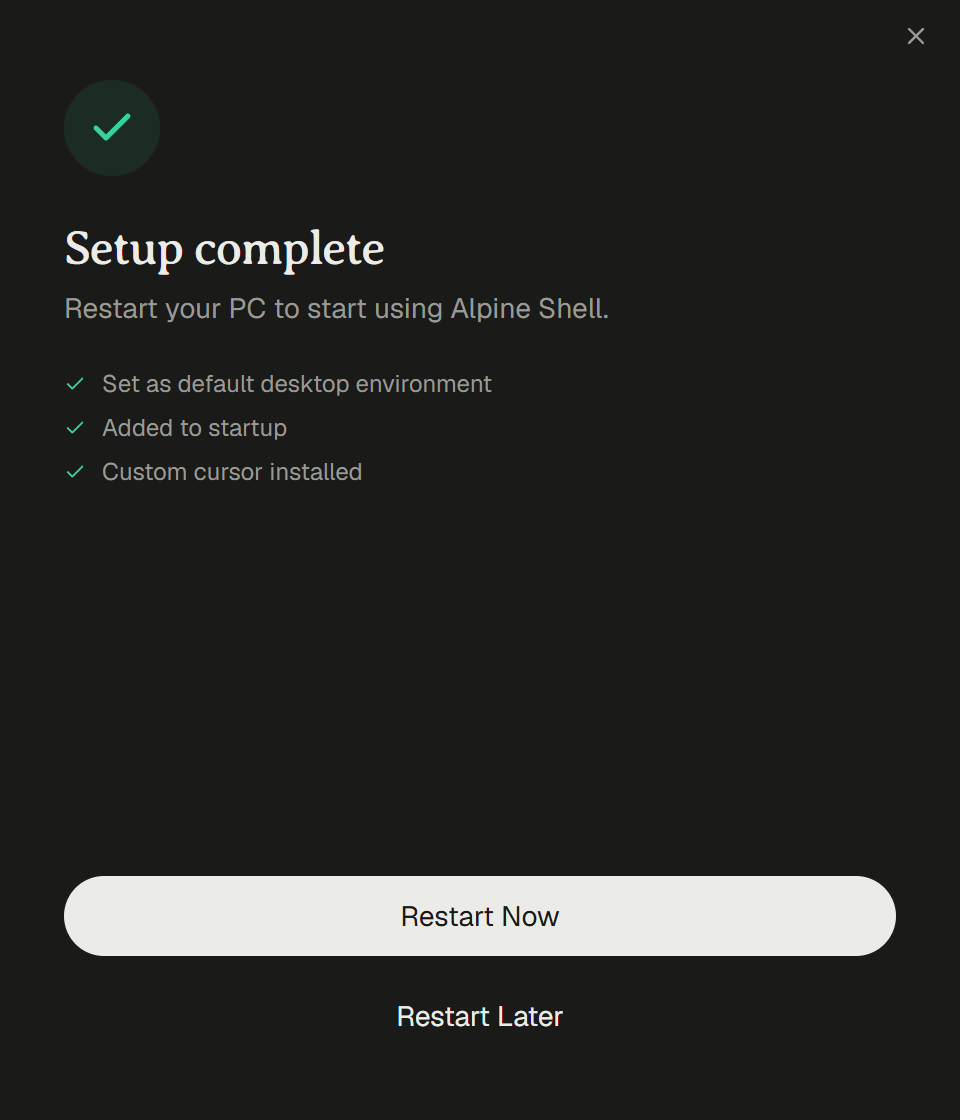 Setup complete
Restart your PC to start using Alpine Shell.
Set as default desktop environment
Added to startup
Custom cursor installed
Restart Now
Restart Later